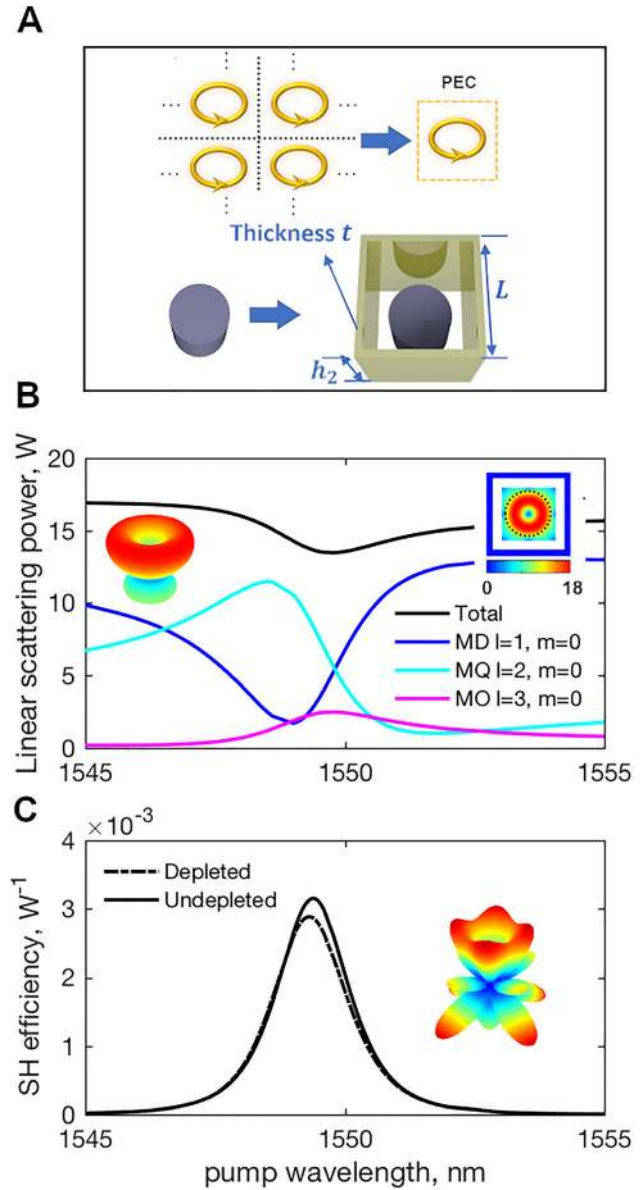 A
PEC
Thickness t
L
h₂
B
Linear scattering power, W
20
15
10
5
0
0 18
Total
MD l=1, m=0
MQ l=2, m=0
MO l=3, m=0
1545 1550 1555
C
×10⁻³
SH efficiency, W⁻¹
4
3
2
1
0
Depleted
Undepleted
1545 1550 1555
pump wavelength, nm